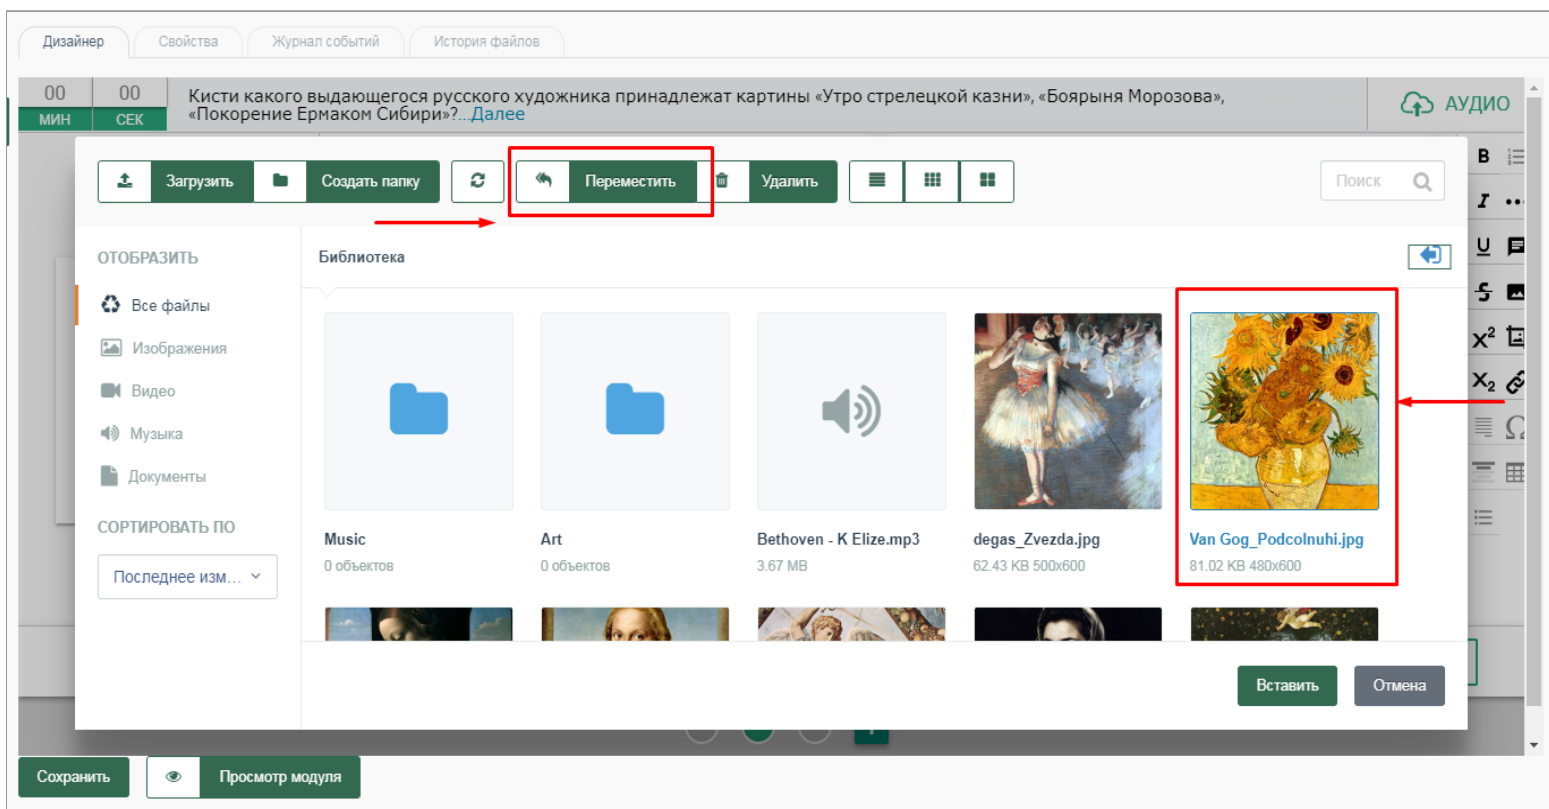 Дизайнер Свойства Журнал событий История файлов
00 00 Кисти какого выдающегося русского художника принадлежат картины «Утро стрелецкой казни», «Боярыня Морозова»,
МИН СЕК «Покорение Ермаком Сибири»?...Далее
АУДИО
Загрузить Создать папку Переместить Удалить Поиск
B
I
U
S
X²
X₂
Ω
ОТОБРАЗИТЬ
Все файлы
Изображения
Видео
Музыка
Документы
СОРТИРОВАТЬ ПО
Последнее изм...
Библиотека
Music Art Bethoven - K Elize.mp3 degas_Zvezda.jpg Van Gog_Podcolnuhi.jpg
0 объектов 0 объектов 3.67 MB 62.43 KB 500x600 81.02 KB 480x600
Вставить Отмена
Сохранить Просмотр модуля